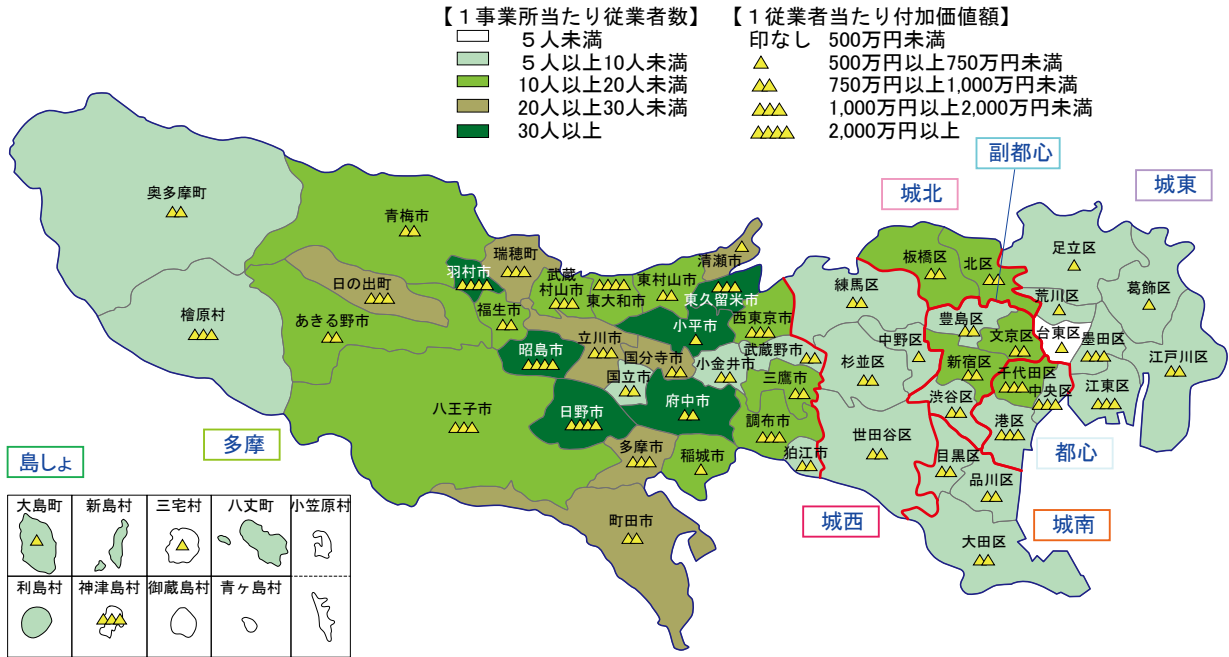 【１事業所当たり従業者数】
５人未満
５人以上10人未満
10人以上20人未満
20人以上30人未満
30人以上
【１従業者当たり付加価値額】
印なし 500万円未満
500万円以上750万円未満
750万円以上1,000万円未満
1,000万円以上2,000万円未満
2,000万円以上
副都心
城北
城東
奥多摩町
青梅市
瑞穂町
清瀬市
板橋区
北区
足立区
羽村市
武蔵
村山市
東大和市
東村山市
東久留米市
練馬区
荒川区
葛飾区
日の出町
檜原村
あきる野市
福生市
小平市
西東京市
豊島区
文京区
台東区
墨田区
江戸川区
昭島市
立川市
国分寺市
国立市
小金井市
武蔵野市
中野区
杉並区
新宿区
千代田区
中央区
江東区
三鷹市
渋谷区
港区
八王子市
日野市
府中市
調布市
世田谷区
多摩市
稲城市
狛江市
目黒区
品川区
都心
島しょ
多摩
町田市
城西
大田区
城南
大島町
新島村
三宅村
八丈町
小笠原村
利島村
神津島村
御蔵島村
青ヶ島村